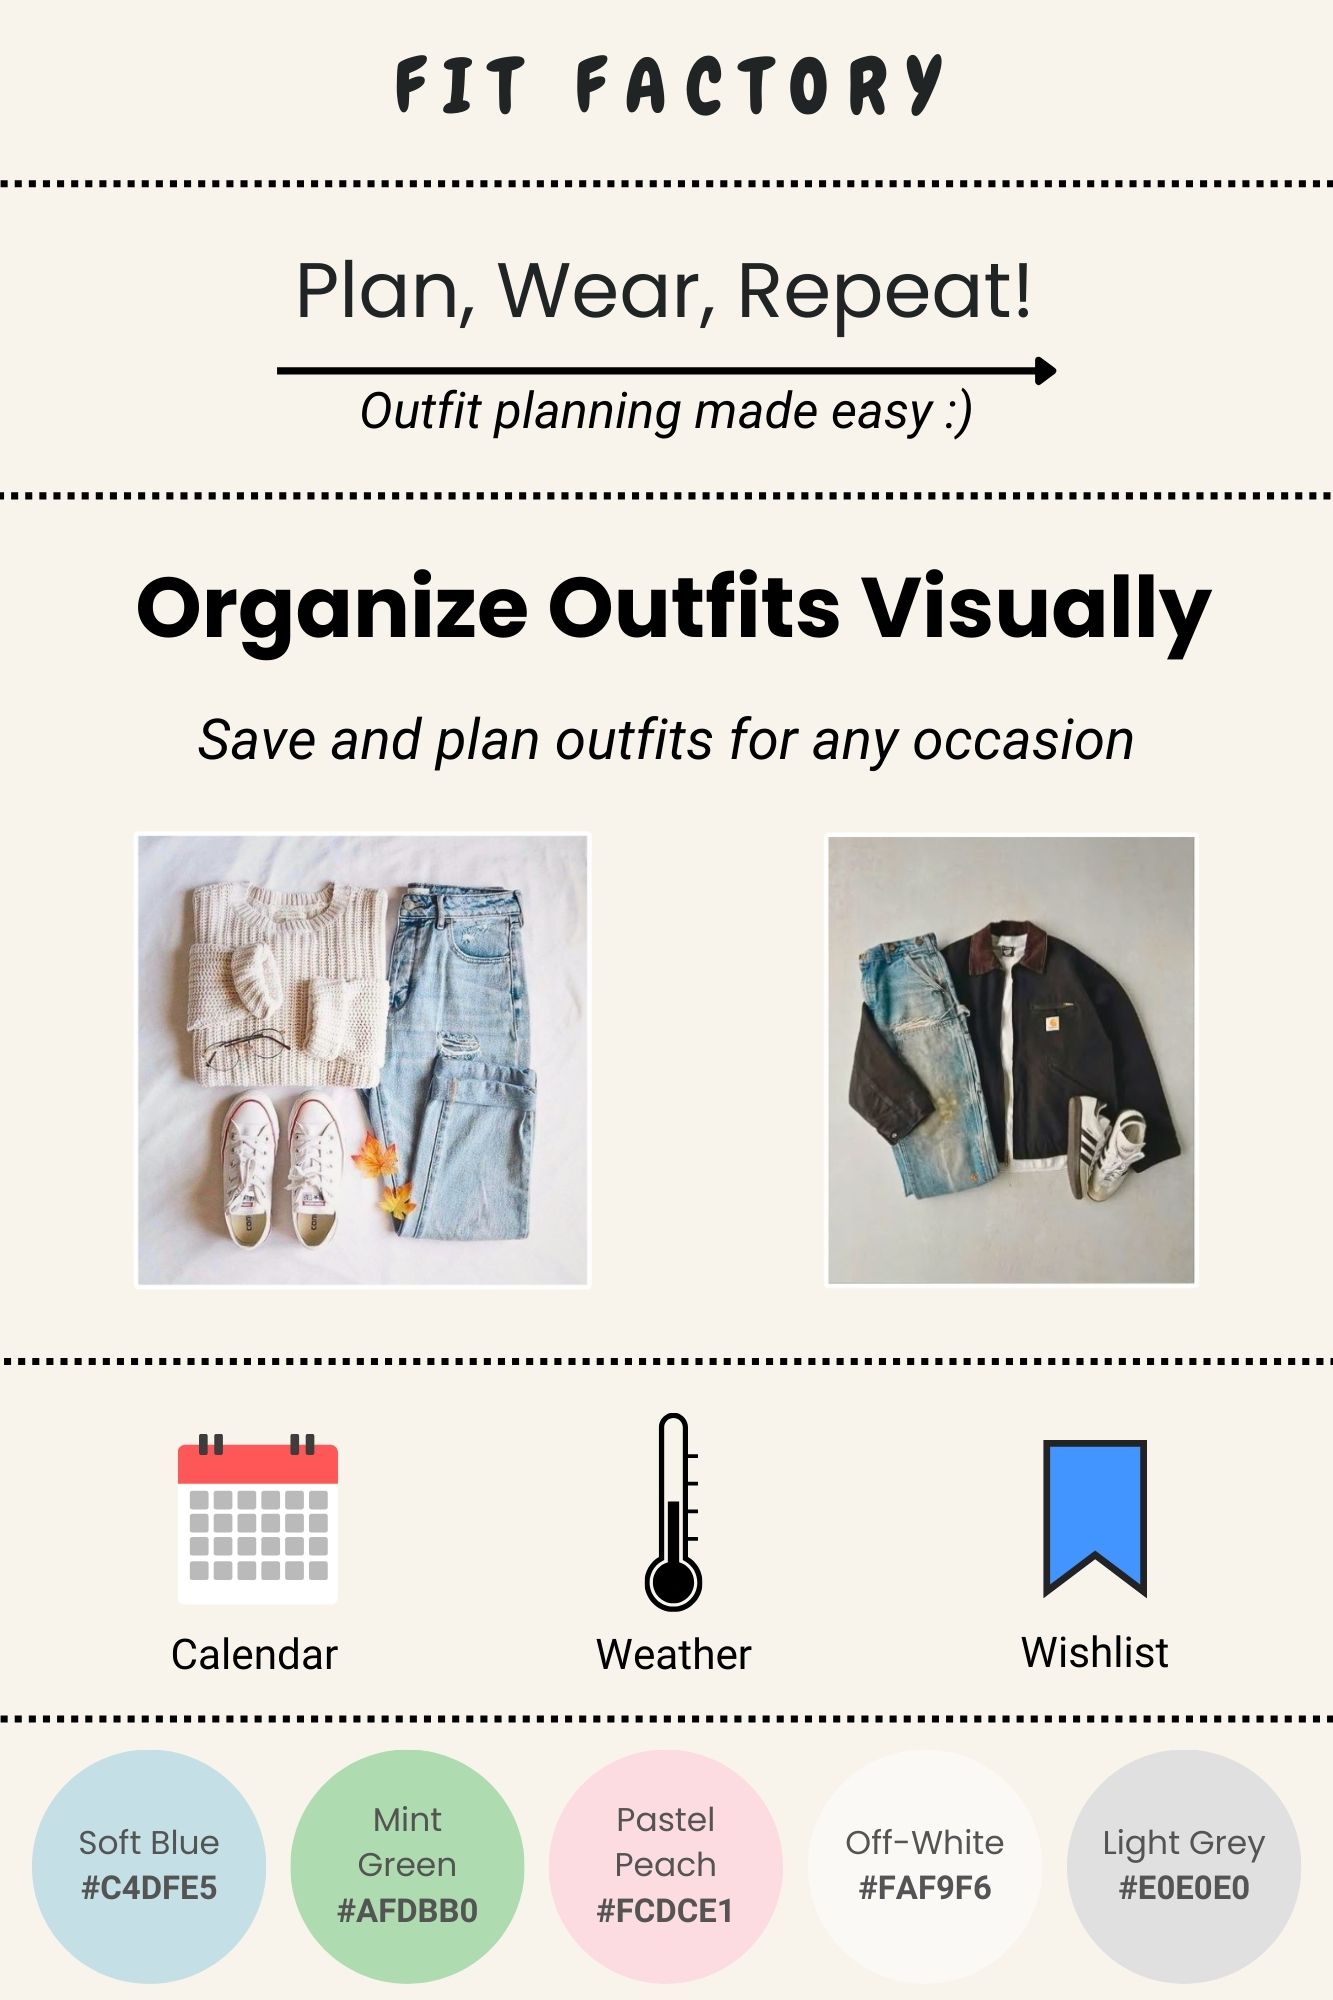 FIT FACTORY
Plan, Wear, Repeat!
Outfit planning made easy :)
Organize Outfits Visually
Save and plan outfits for any occasion
Calendar
Weather
Wishlist
Soft Blue
#C4DFE5
Mint
Green
#AFDBB0
Pastel
Peach
#FCDCE1
Off-White
#FAF9F6
Light Grey
#E0E0E0